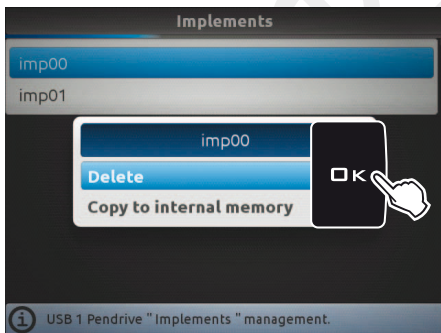 Implements
imp00
imp01
imp00
Delete
OK
Copy to internal memory
USB 1 Pendrive " Implements " management.